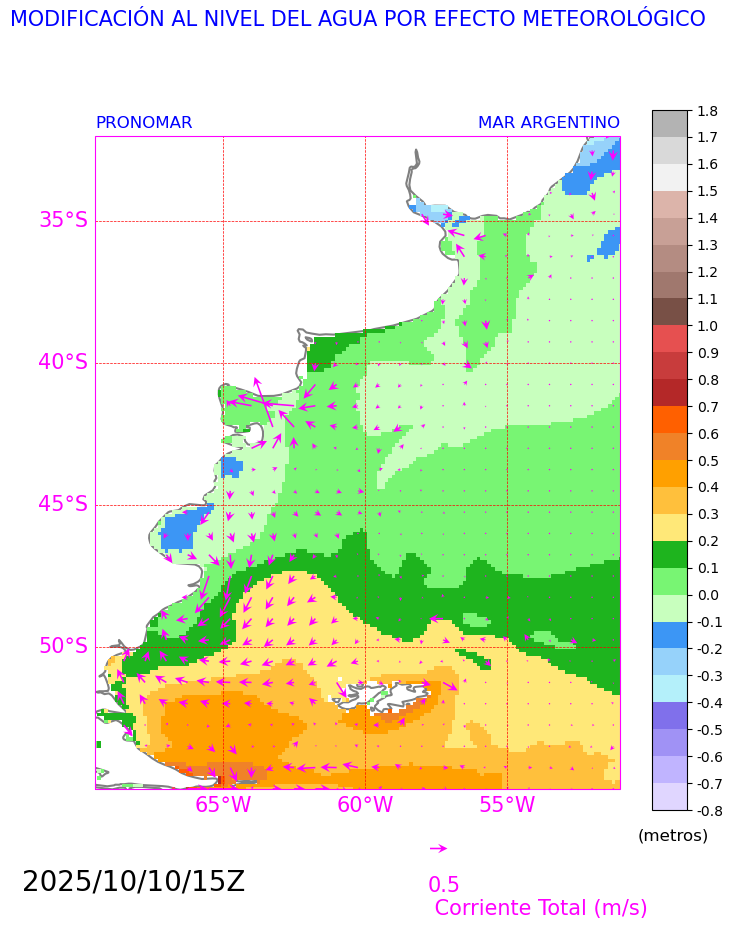 MODIFICACIÓN AL NIVEL DEL AGUA POR EFECTO METEOROLÓGICO
PRONOMAR
MAR ARGENTINO
35°S
40°S
45°S
50°S
65°W
60°W
55°W
1.8
1.7
1.6
1.5
1.4
1.3
1.2
1.1
1.0
0.9
0.8
0.7
0.6
0.5
0.4
0.3
0.2
0.1
0.0
-0.1
-0.2
-0.3
-0.4
-0.5
-0.6
-0.7
-0.8
(metros)
0.5
Corriente Total (m/s)
2025/10/10/15Z